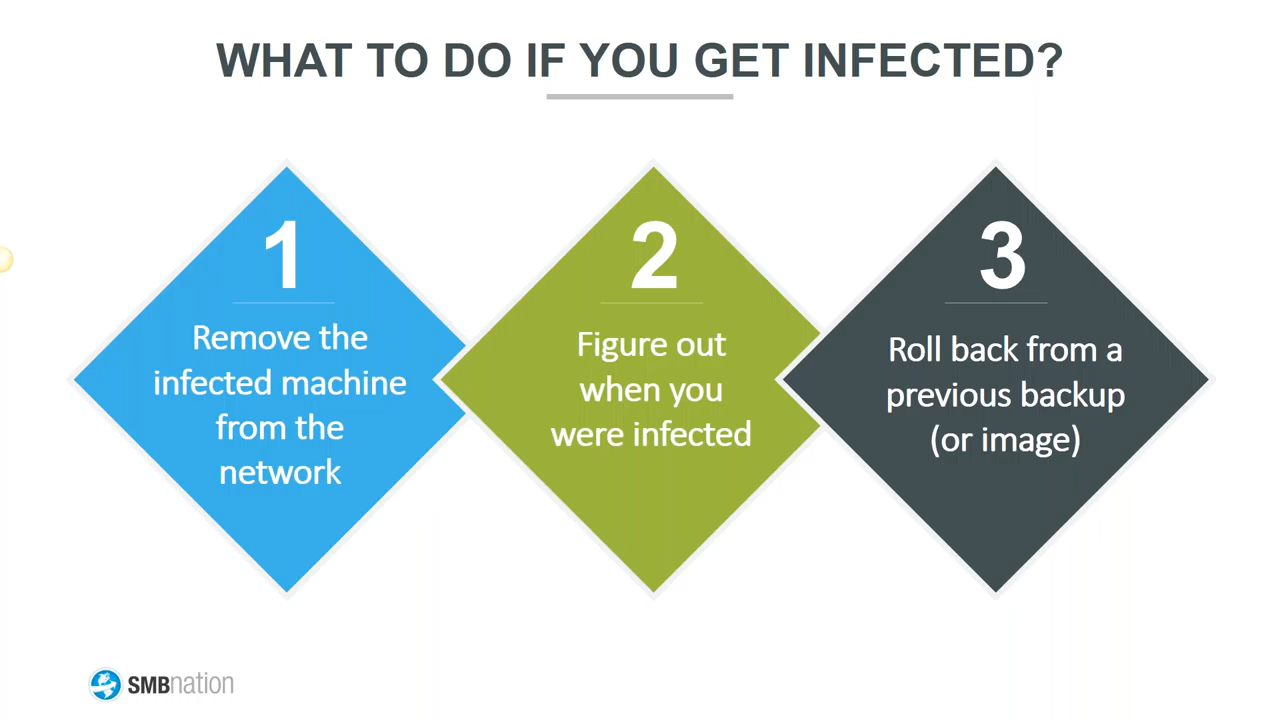 WHAT TO DO IF YOU GET INFECTED?
1
Remove the
infected machine
from the
network
2
Figure out
when you
were infected
3
Roll back from a
previous backup
(or image)
SMBnation